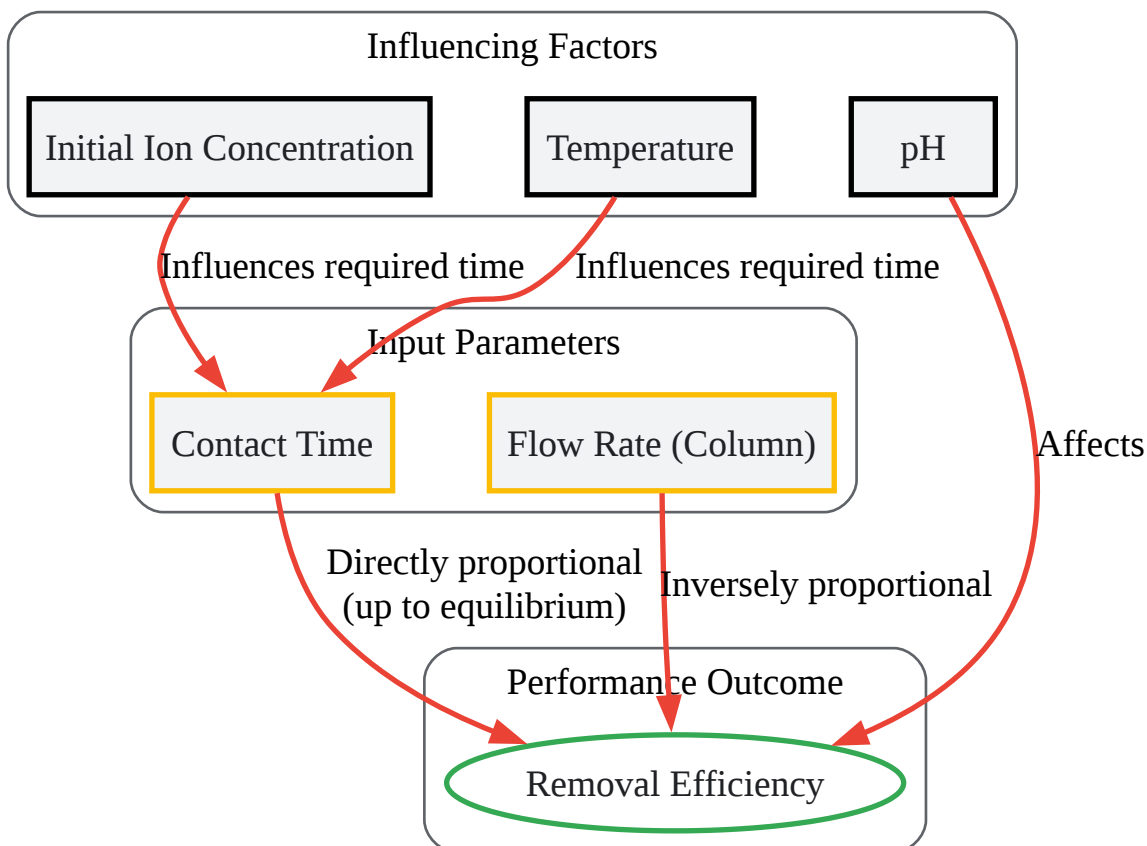 Influencing Factors
Initial Ion Concentration
Temperature
pH
Influences required time
Influences required time
Input Parameters
Contact Time
Flow Rate (Column)
Affects
Directly proportional
(up to equilibrium)
Inversely proportional
Performance Outcome
Removal Efficiency